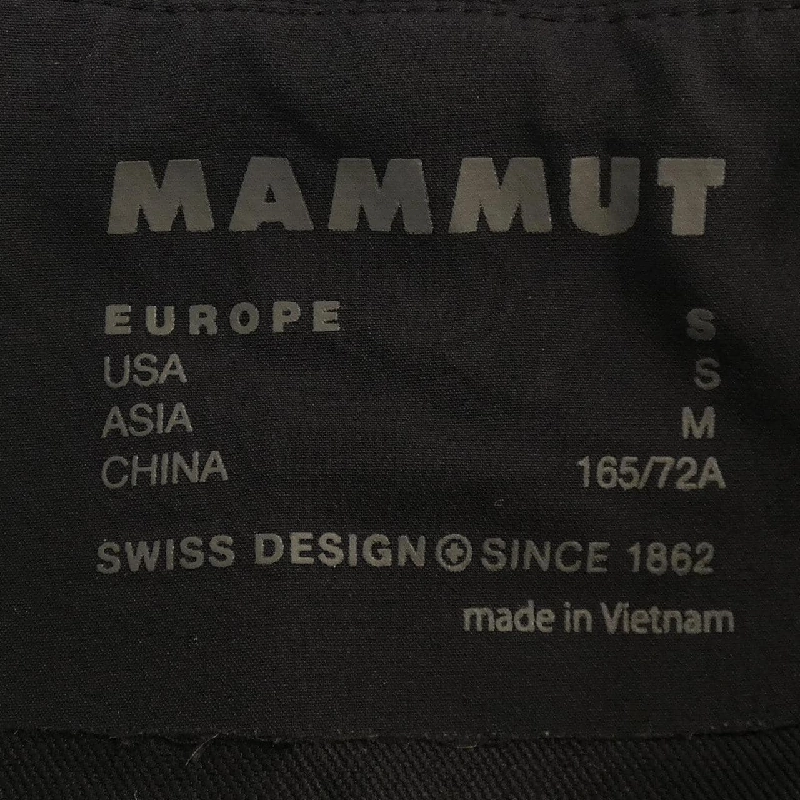 MAMMUT
EUROPE S
USA S
ASIA M
CHINA 165/72A
SWISS DESIGN SINCE 1862
made in Vietnam